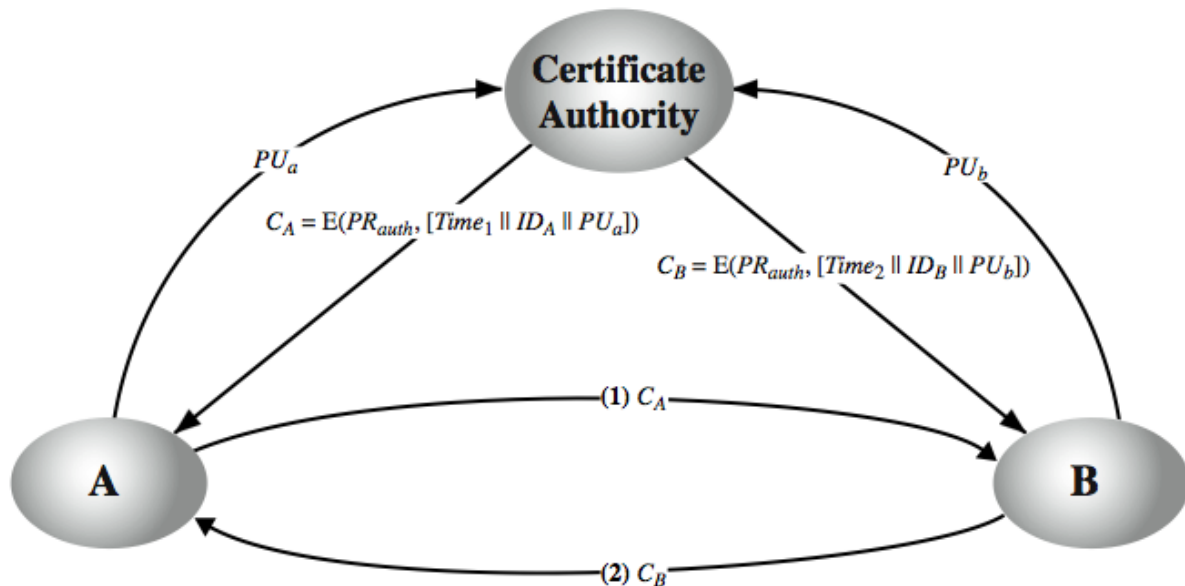 Certificate
Authority
PUa
PUb
CA = E(PRauth, [Time1 || IDA || PUa])
CB = E(PRauth, [Time2 || IDB || PUb])
(1) CA
A
B
(2) CB